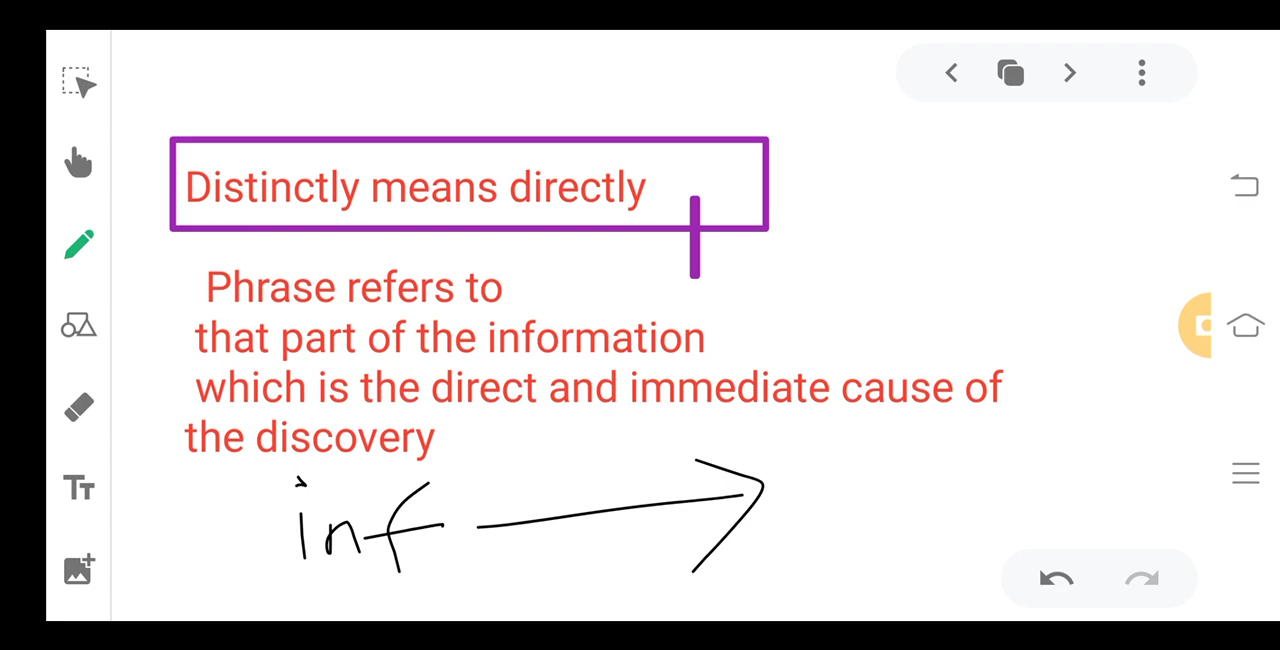 Distinctly means directly
Phrase refers to
that part of the information
which is the direct and immediate cause of
the discovery
inf
TT